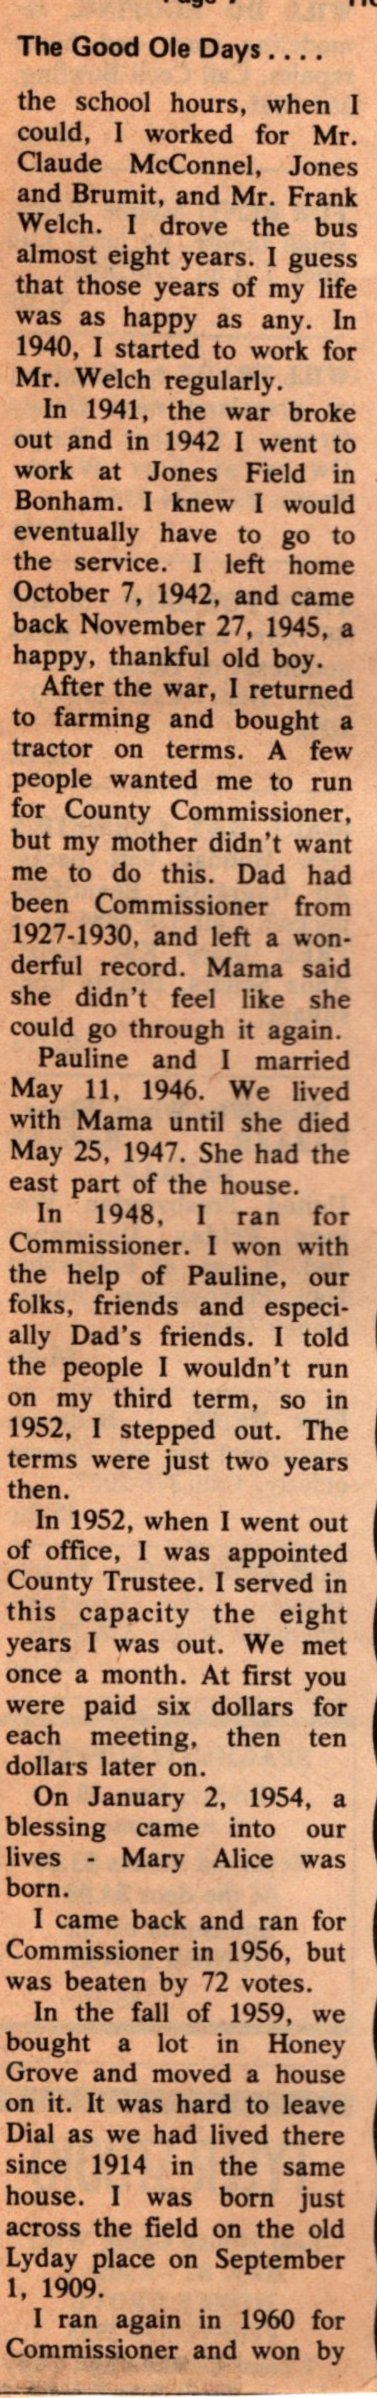 The Good Ole Days . . . .
the school hours, when I
could, I worked for Mr.
Claude McConnel, Jones
and Brumit, and Mr. Frank
Welch. I drove the bus
almost eight years. I guess
that those years of my life
was as happy as any. In
1940, I started to work for
Mr. Welch regularly.
In 1941, the war broke
out and in 1942 I went to
work at Jones Field in
Bonham. I knew I would
eventually have to go to
the service. I left home
October 7, 1942, and came
back November 27, 1945, a
happy, thankful old boy.
After the war, I returned
to farming and bought a
tractor on terms. A few
people wanted me to run
for County Commissioner,
but my mother didn't want
me to do this. Dad had
been Commissioner from
1927-1930, and left a won-
derful record. Mama said
she didn't feel like she
could go through it again.
Pauline and I married
May 11, 1946. We lived
with Mama until she died
May 25, 1947. She had the
east part of the house.
In 1948, I ran for
Commissioner. I won with
the help of Pauline, our
folks, friends and especi-
ally Dad's friends. I told
the people I wouldn't run
on my third term, so in
1952, I stepped out. The
terms were just two years
then.
In 1952, when I went out
of office, I was appointed
County Trustee. I served in
this capacity the eight
years I was out. We met
once a month. At first you
were paid six dollars for
each meeting, then ten
dollars later on.
On January 2, 1954, a
blessing came into our
lives - Mary Alice was
born.
I came back and ran for
Commissioner in 1956, but
was beaten by 72 votes.
In the fall of 1959, we
bought a lot in Honey
Grove and moved a house
on it. It was hard to leave
Dial as we had lived there
since 1914 in the same
house. I was born just
across the field on the old
Lyday place on September
1, 1909.
I ran again in 1960 for
Commissioner and won by